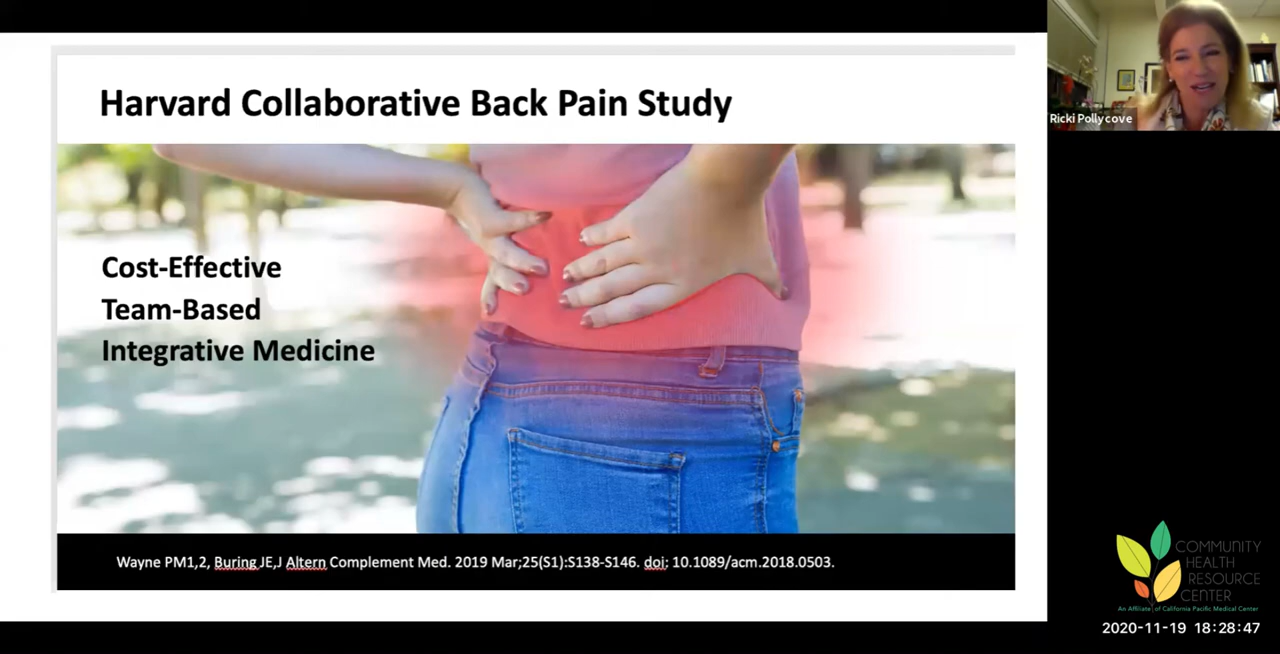 Harvard Collaborative Back Pain Study
Ricki Pollycove
Cost-Effective
Team-Based
Integrative Medicine
Wayne PM1,2, Buring JE,J Altern Complement Med. 2019 Mar;25(S1):S138-S146. doi: 10.1089/acm.2018.0503.
COMMUNITY
HEALTH
RESOURCE
CENTER
An Affiliate of California Pacific Medical Center
2020-11-19 18:28:47